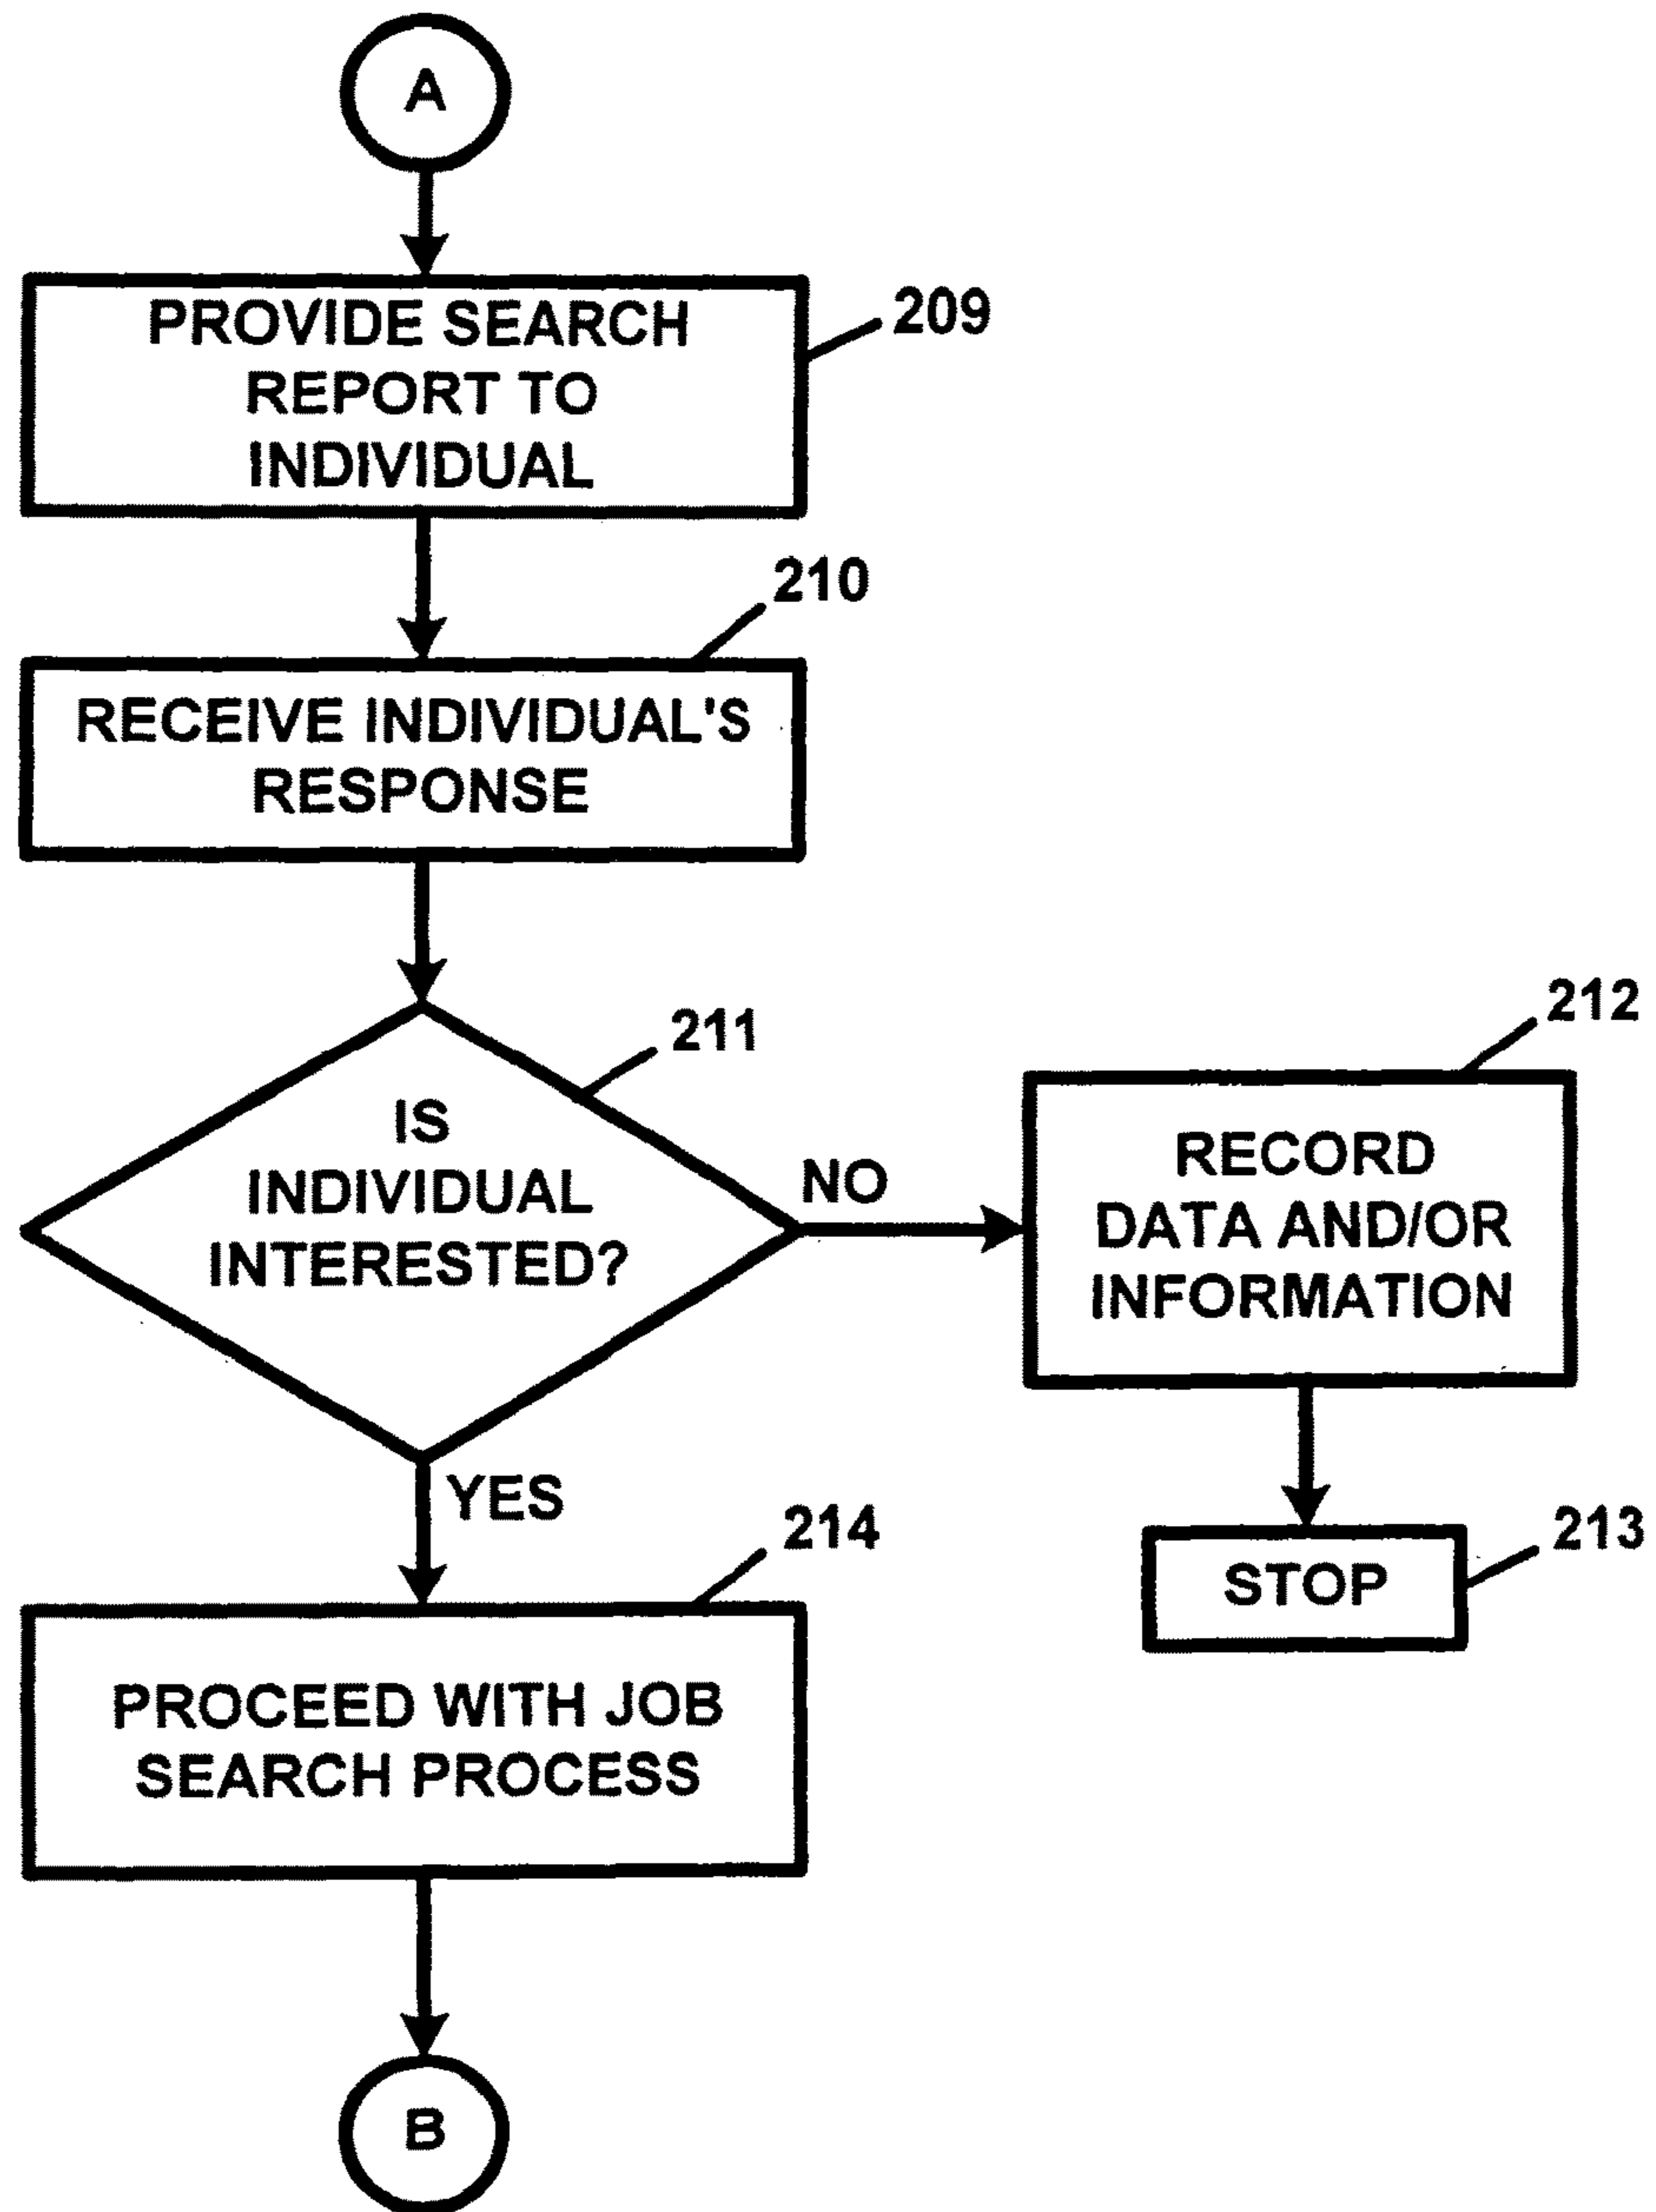 A
PROVIDE SEARCH
REPORT TO
INDIVIDUAL
209
210
RECEIVE INDIVIDUAL'S
RESPONSE
211
IS
INDIVIDUAL
INTERESTED?
NO
212
RECORD
DATA AND/OR
INFORMATION
213
STOP
YES
214
PROCEED WITH JOB
SEARCH PROCESS
B